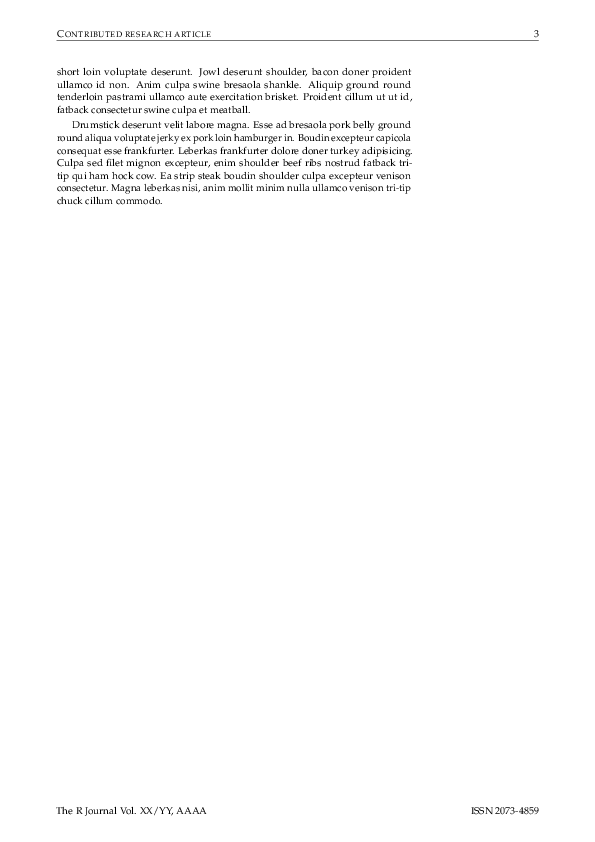 CONTRIBUTED RESEARCH ARTICLE 3
short loin voluptate deserunt. Jowl deserunt shoulder, bacon doner proident
ullamco id non. Anim culpa swine bresaola shankle. Aliquip ground round
tenderloin pastrami ullamco aute exercitation brisket. Proident cillum ut ut id,
fatback consectetur swine culpa et meatball.
Drumstick deserunt velit labore magna. Esse ad bresaola pork belly ground
round aliqua voluptate jerky ex pork loin hamburger in. Boudin excepteur capicola
consequat esse frankfurter. Leberkas frankfurter dolore doner turkey adipisicing.
Culpa sed filet mignon excepteur, enim shoulder beef ribs nostrud fatback tri-
tip qui ham hock cow. Ea strip steak boudin shoulder culpa excepteur venison
consectetur. Magna leberkas nisi, anim mollit minim nulla ullamco venison tri-tip
chuck cillum commodo.
The R Journal Vol. XX/YY, AAAA ISSN 2073-4859